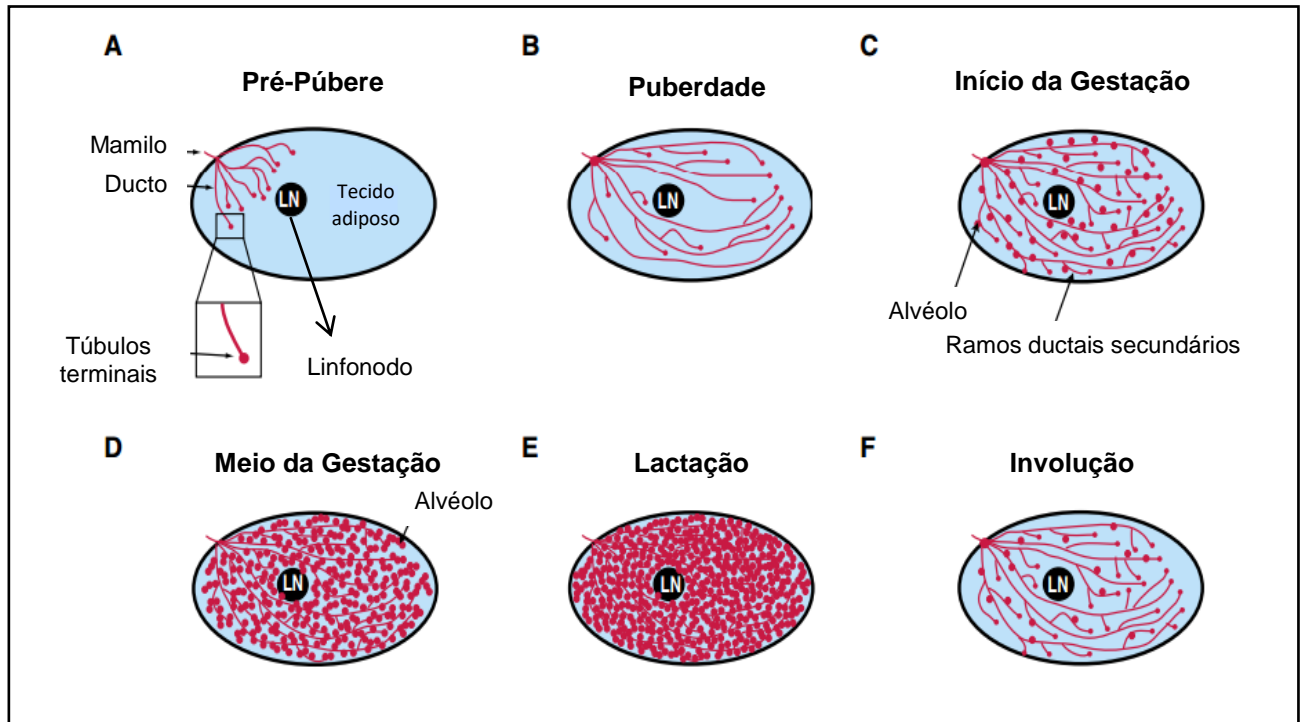 A
Pré-Púbere
Mamilo
Ducto
LN
Tecido
adiposo
Túbulos
terminais
Linfonodo
B
Puberdade
LN
C
Início da Gestação
LN
Alvéolo
Ramos ductais secundários
D
Meio da Gestação
Alvéolo
LN
E
Lactação
LN
F
Involução
LN